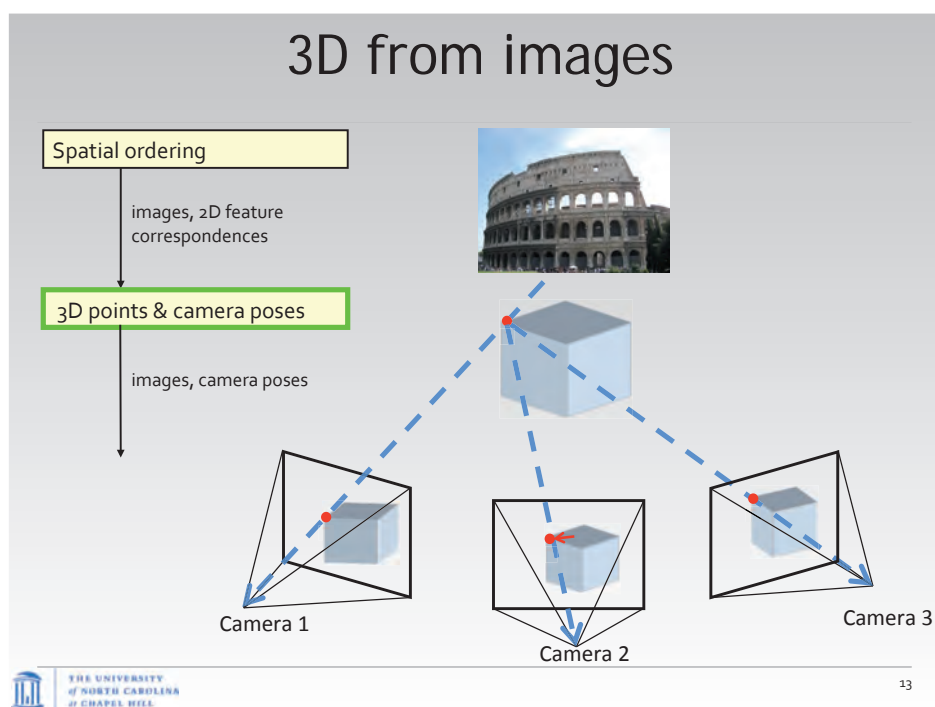 3D from images
Spatial ordering
images, 2D feature
correspondences
3D points & camera poses
images, camera poses
Camera 1
Camera 2
Camera 3
THE UNIVERSITY
of NORTH CAROLINA
at CHAPEL HILL
13